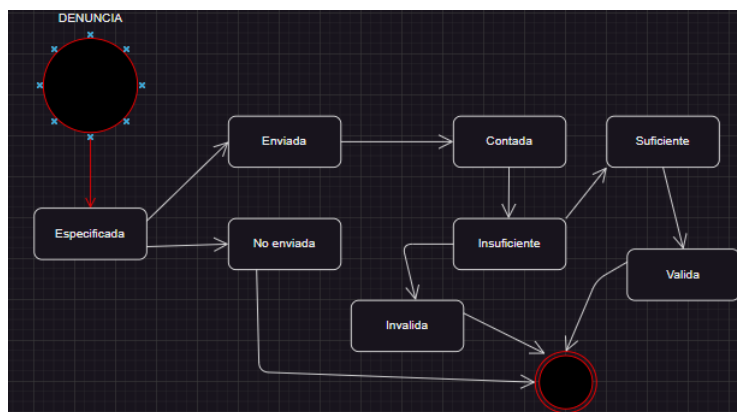 DENUNCIA
Enviada
Contada
Suficiente
Especificada
No enviada
Insuficiente
Valida
Invalida